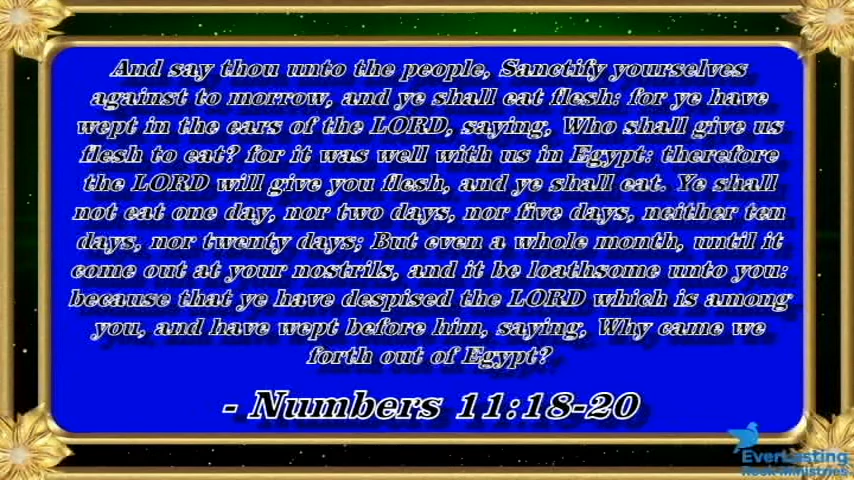 And say thou unto the people, Sanctify yourselves
against to morrow, and ye shall eat flesh: for ye have
wept in the ears of the LORD, saying, Who shall give us
flesh to eat? for it was well with us in Egypt: therefore
the LORD will give you flesh, and ye shall eat. Ye shall
not eat one day, nor two days, nor five days, neither ten
days, nor twenty days; But even a whole month, until it
come out at your nostrils, and it be loathsome unto you:
because that ye have despised the LORD which is among
you, and have wept before him, saying, Why came we
forth out of Egypt?
- Numbers 11:18-20
EverLasting
Rock Ministries